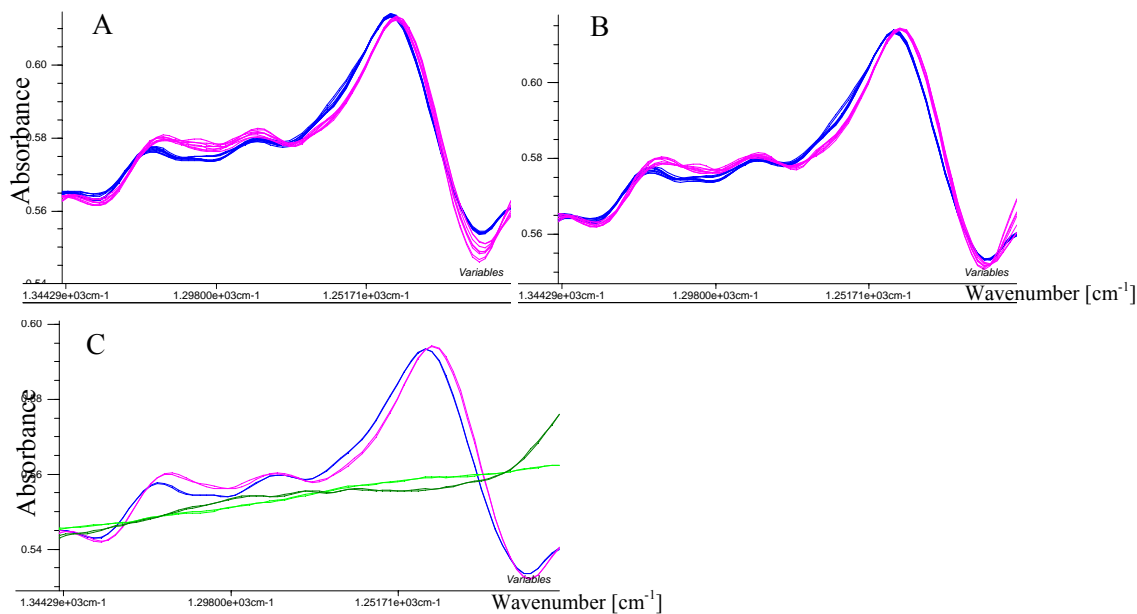 A
Absorbance
0.60
0.58
0.56
0.54
Variables
1.34429e+03cm-1 1.29800e+03cm-1 1.25171e+03cm-1
B
0.60
0.58
0.56
Variables
1.34429e+03cm-1 1.29800e+03cm-1 1.25171e+03cm-1
Wavenumber [cm-1]
C
Absorbance
0.60
0.58
0.56
0.54
Variables
1.34429e+03cm-1 1.29800e+03cm-1 1.25171e+03cm-1
Wavenumber [cm-1]